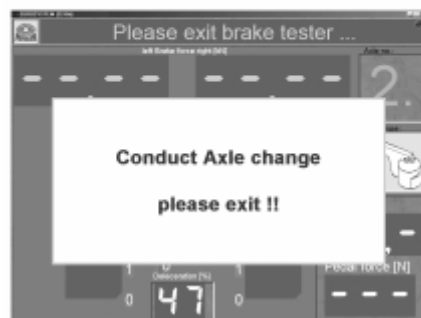 Please exit brake tester ...
left Brake force right [kN]
Axle no.:
- -.- -
- -.- -
2.
Conduct Axle change
please exit !!
1 0 1
Deceleration [%]
Pedal force [N]
0 47 0
- - -